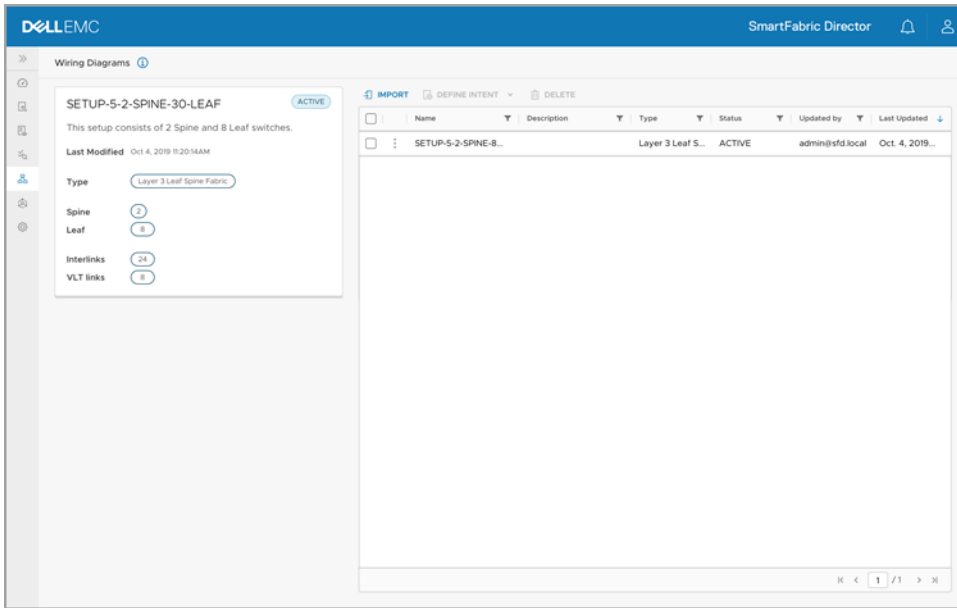 DELLEMC
SmartFabric Director
Wiring Diagrams
SETUP-5-2-SPINE-30-LEAF
ACTIVE
This setup consists of 2 Spine and 8 Leaf switches.
Last Modified Oct 4, 2019 11:20:14AM
Type Layer 3 Leaf Spine Fabric
Spine 2
Leaf 8
Interlinks 24
VLT links 8
IMPORT DEFINE INTENT DELETE
Name Description Type Status Updated by Last Updated
SETUP-5-2-SPINE-8... Layer 3 Leaf S... ACTIVE admin@sfd.local Oct. 4, 2019...
1 / 1